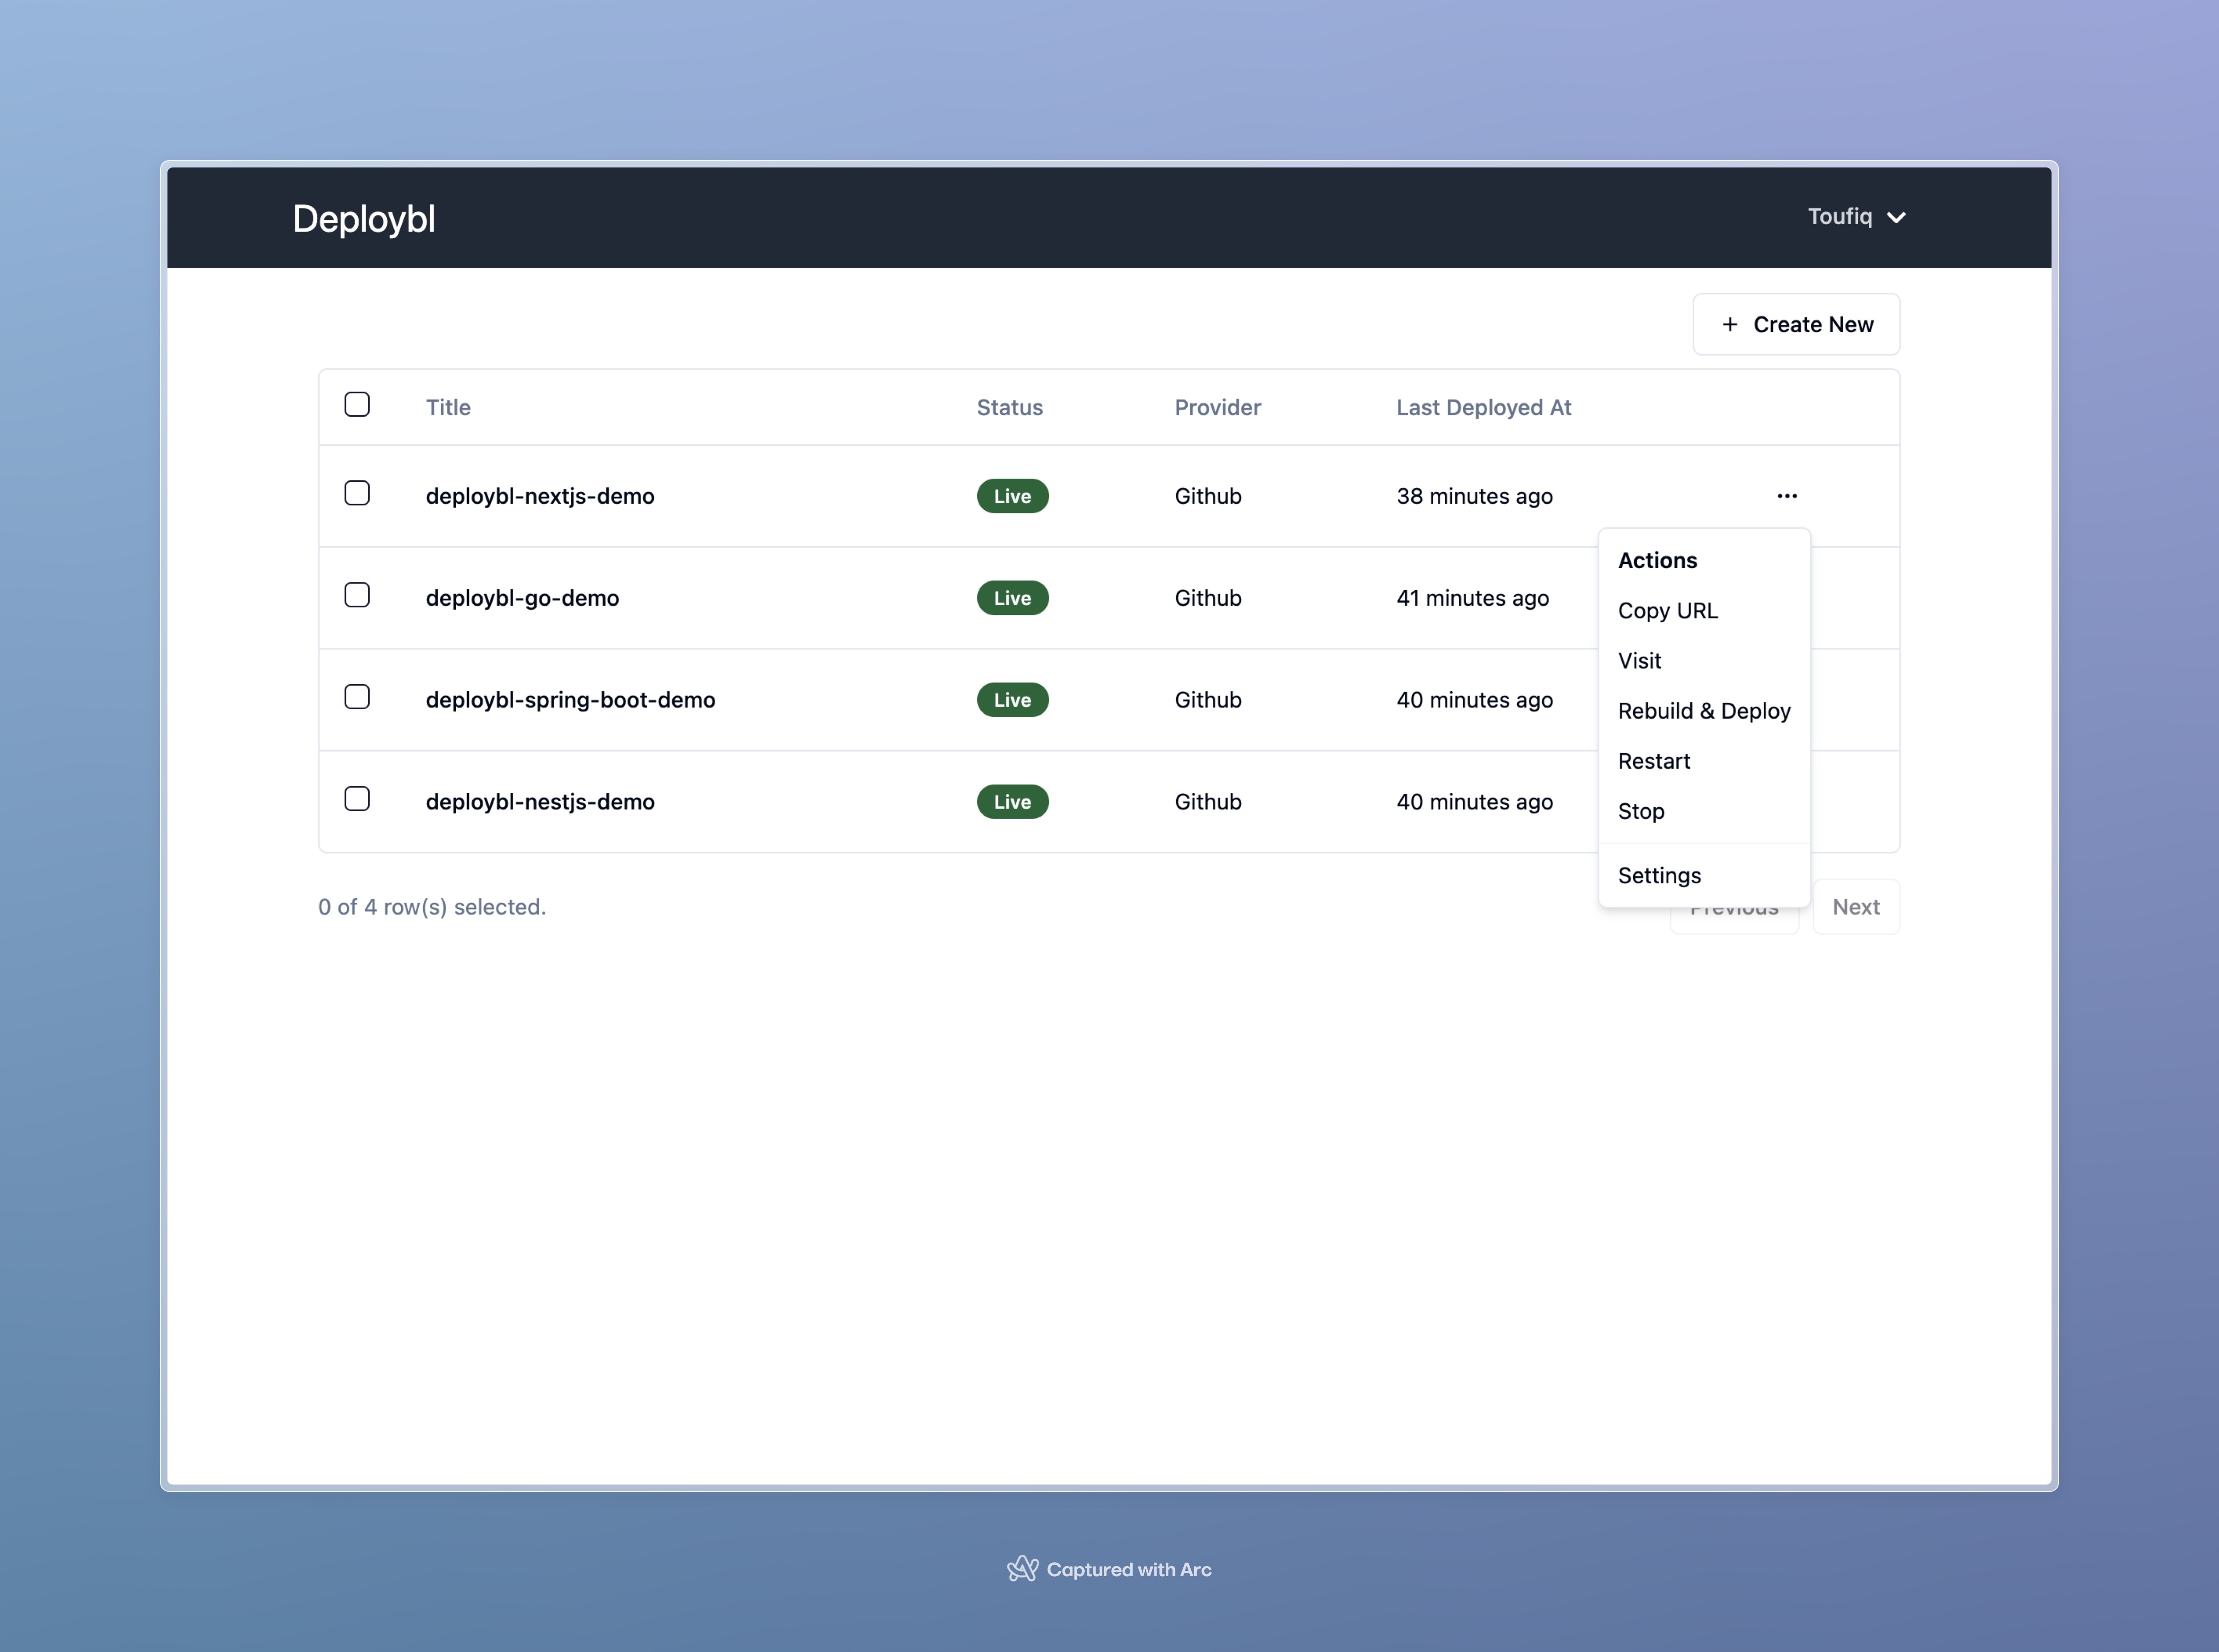 Deploybl
Toufiq
+ Create New
Title Status Provider Last Deployed At
deploybl-nextjs-demo Live Github 38 minutes ago ...
deploybl-go-demo Live Github 41 minutes ago
deploybl-spring-boot-demo Live Github 40 minutes ago
deploybl-nestjs-demo Live Github 40 minutes ago
Actions
Copy URL
Visit
Rebuild & Deploy
Restart
Stop
Settings
0 of 4 row(s) selected.
Previous Next
Captured with Arc